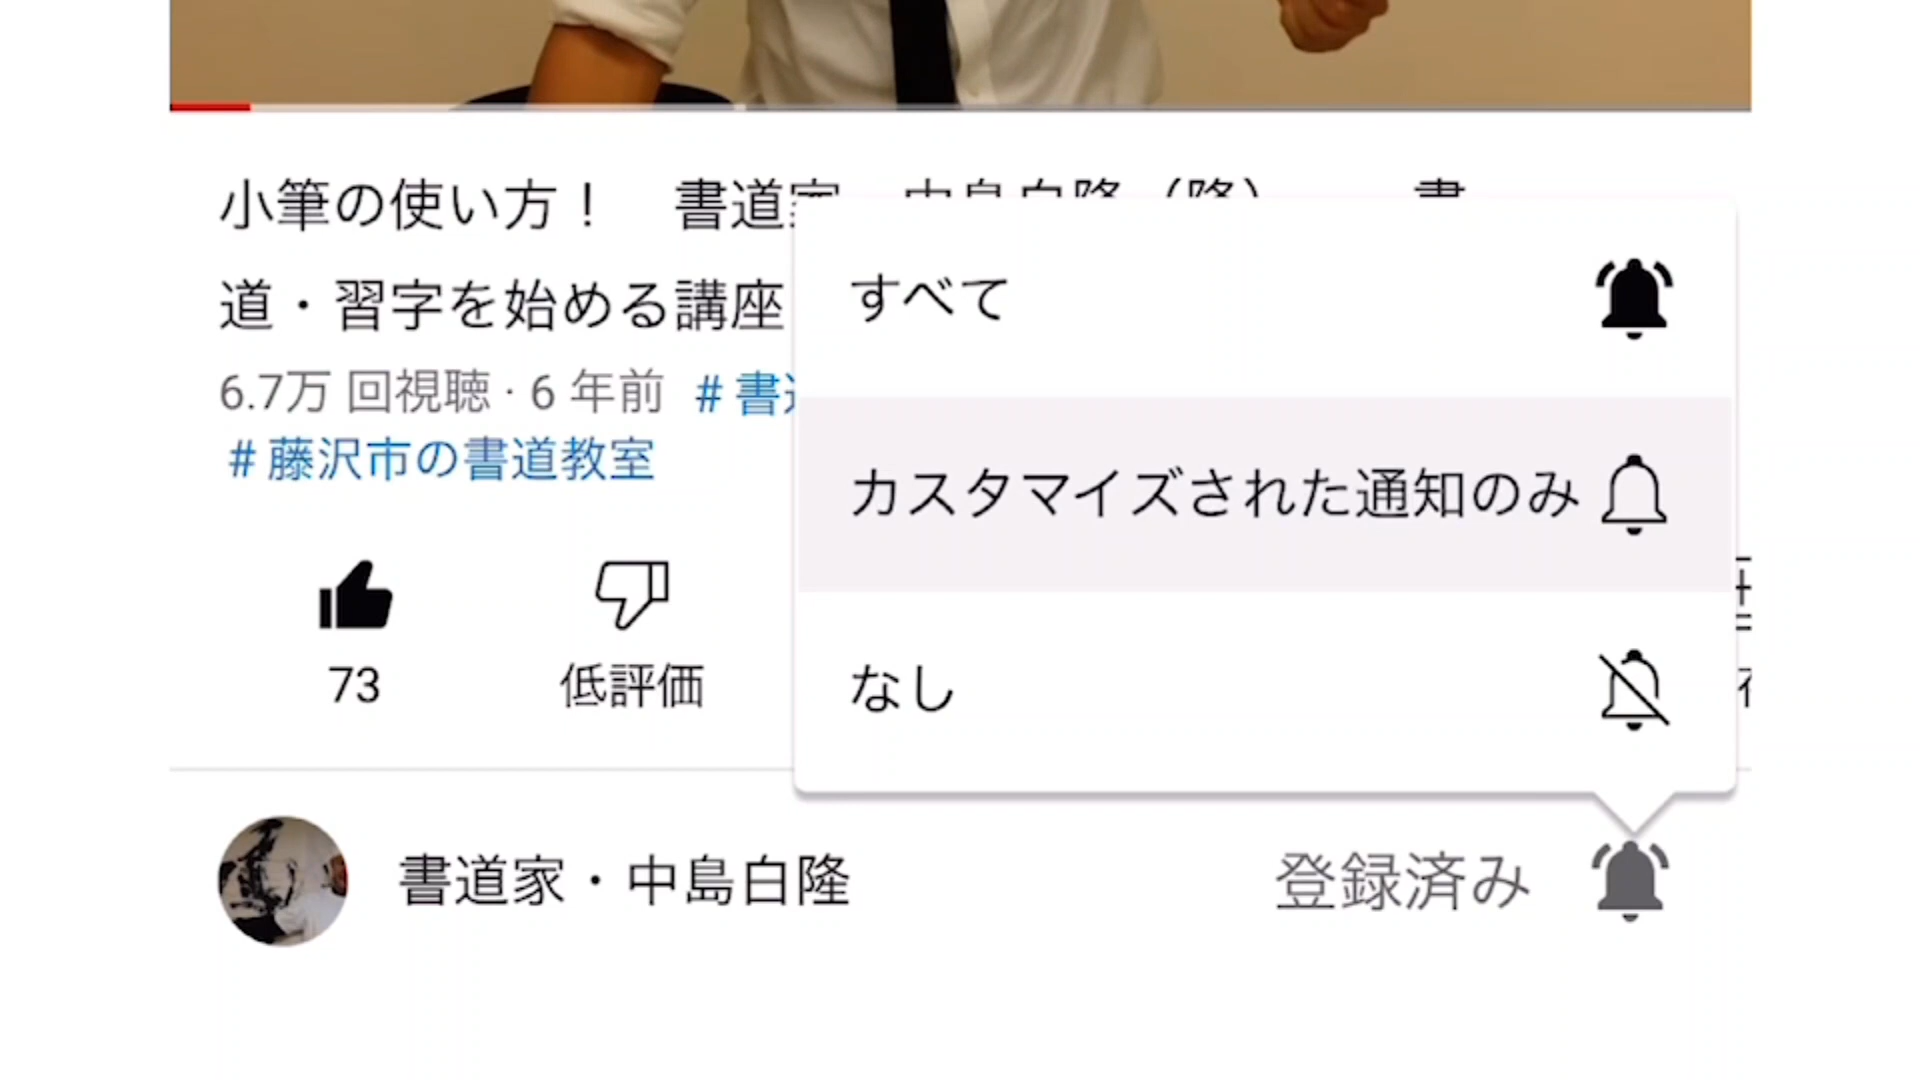 小筆の使い方！　書道
道・習字を始める講座
6.7万 回視聴 · 6 年前 #書
#藤沢市の書道教室
すべて
カスタマイズされた通知のみ
なし
73
低評価
書道家・中島白隆
登録済み